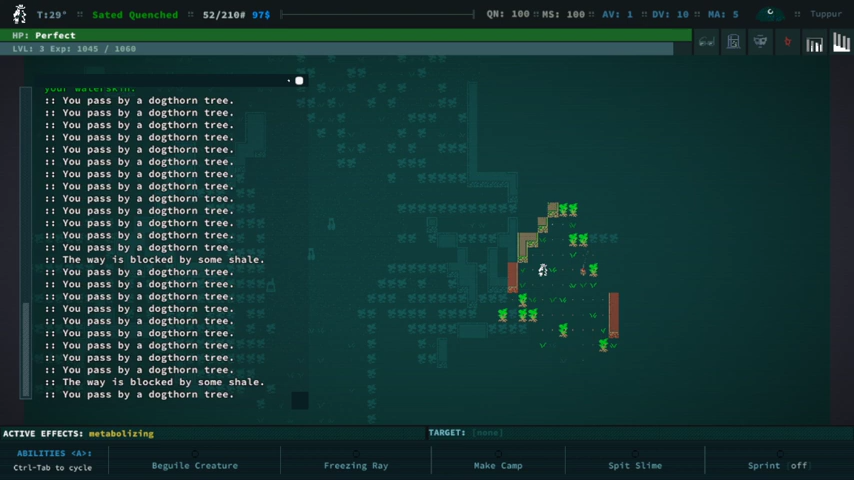 T:29° Sated Quenched 52/210# 97$ QN: 100 MS: 100 AV: 1 DV: 10 MA: 5 Tuppur
HP: Perfect
LVL: 3 Exp: 1045 / 1060
your waterskin.
:: You pass by a dogthorn tree.
:: You pass by a dogthorn tree.
:: You pass by a dogthorn tree.
:: You pass by a dogthorn tree.
:: You pass by a dogthorn tree.
:: You pass by a dogthorn tree.
:: You pass by a dogthorn tree.
:: You pass by a dogthorn tree.
:: You pass by a dogthorn tree.
:: You pass by a dogthorn tree.
:: You pass by a dogthorn tree.
:: You pass by a dogthorn tree.
:: You pass by a dogthorn tree.
:: The way is blocked by some shale.
:: You pass by a dogthorn tree.
:: You pass by a dogthorn tree.
:: You pass by a dogthorn tree.
:: You pass by a dogthorn tree.
:: You pass by a dogthorn tree.
:: You pass by a dogthorn tree.
:: You pass by a dogthorn tree.
:: You pass by a dogthorn tree.
:: You pass by a dogthorn tree.
:: The way is blocked by some shale.
:: You pass by a dogthorn tree.
ACTIVE EFFECTS: metabolizing TARGET: [none]
ABILITIES <A>:
Ctrl-Tab to cycle
Beguile Creature Freezing Ray Make Camp Spit Slime Sprint [off]